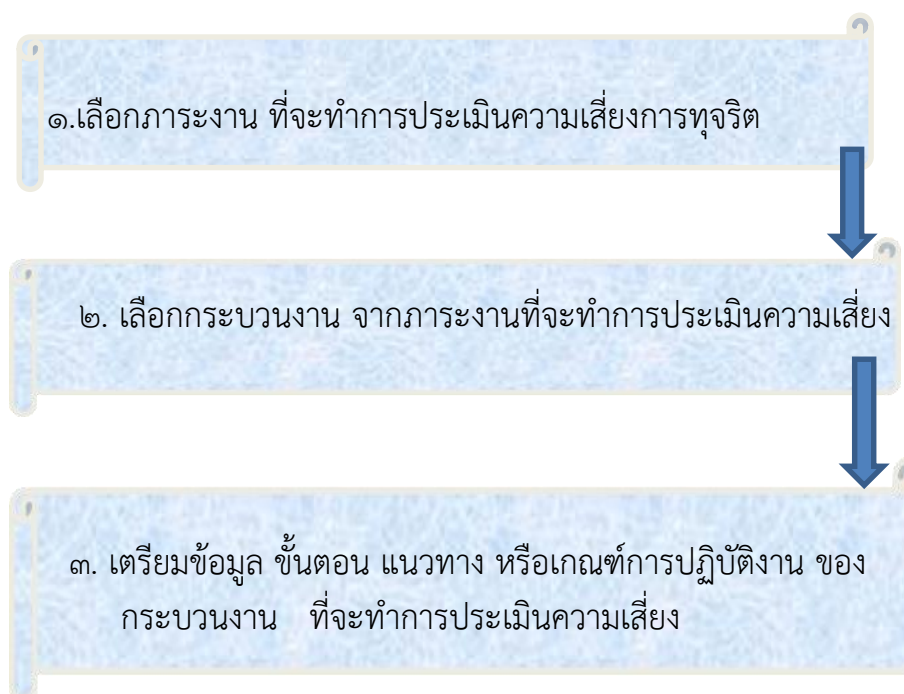 ๑.เลือกภาระงาน ที่จะทำการประเมินความเสี่ยงการทุจริต
๒. เลือกกระบวนงาน จากภาระงานที่จะทำการประเมินความเสี่ยง
๓. เตรียมข้อมูล ขั้นตอน แนวทาง หรือเกณฑ์การปฏิบัติงาน ของ
กระบวนงาน ที่จะทำการประเมินความเสี่ยง